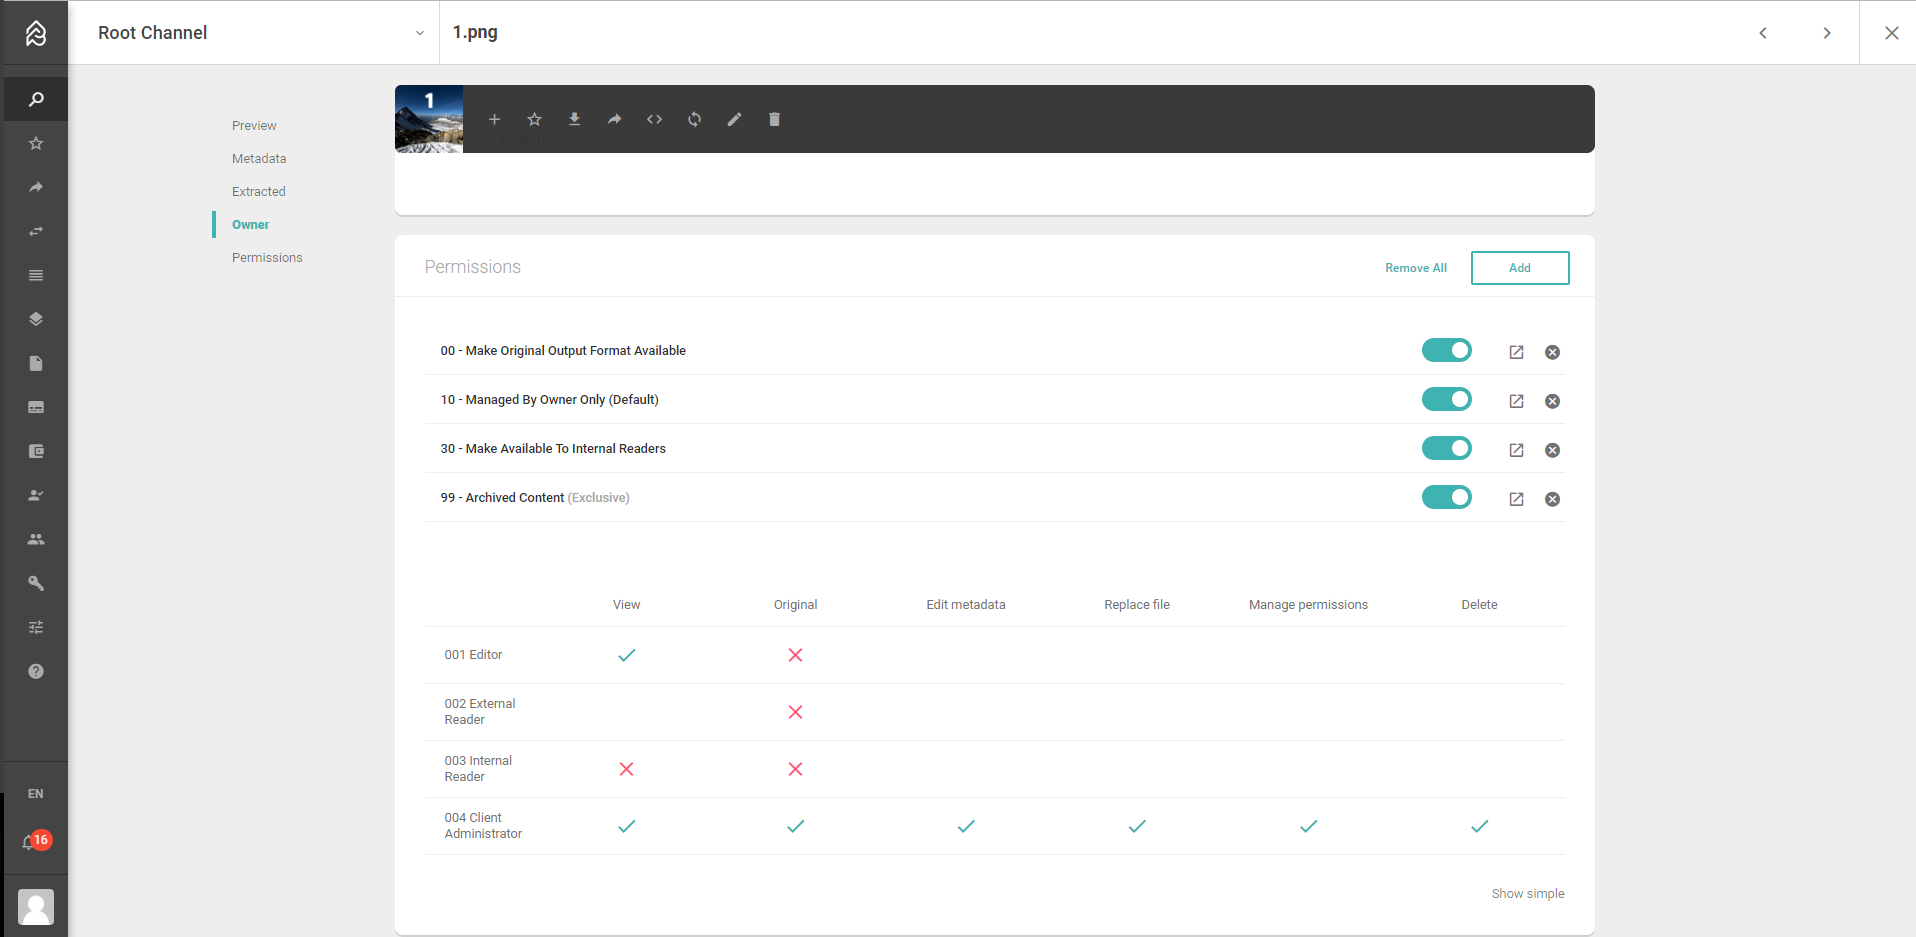 Root Channel
1.png
1
Preview
Metadata
Extracted
Owner
Permissions
Permissions
Remove All
Add
00 - Make Original Output Format Available
10 - Managed By Owner Only (Default)
30 - Make Available To Internal Readers
99 - Archived Content (Exclusive)
View Original Edit metadata Replace file Manage permissions Delete
001 Editor
002 External
Reader
003 Internal
Reader
004 Client
Administrator
Show simple
EN
16